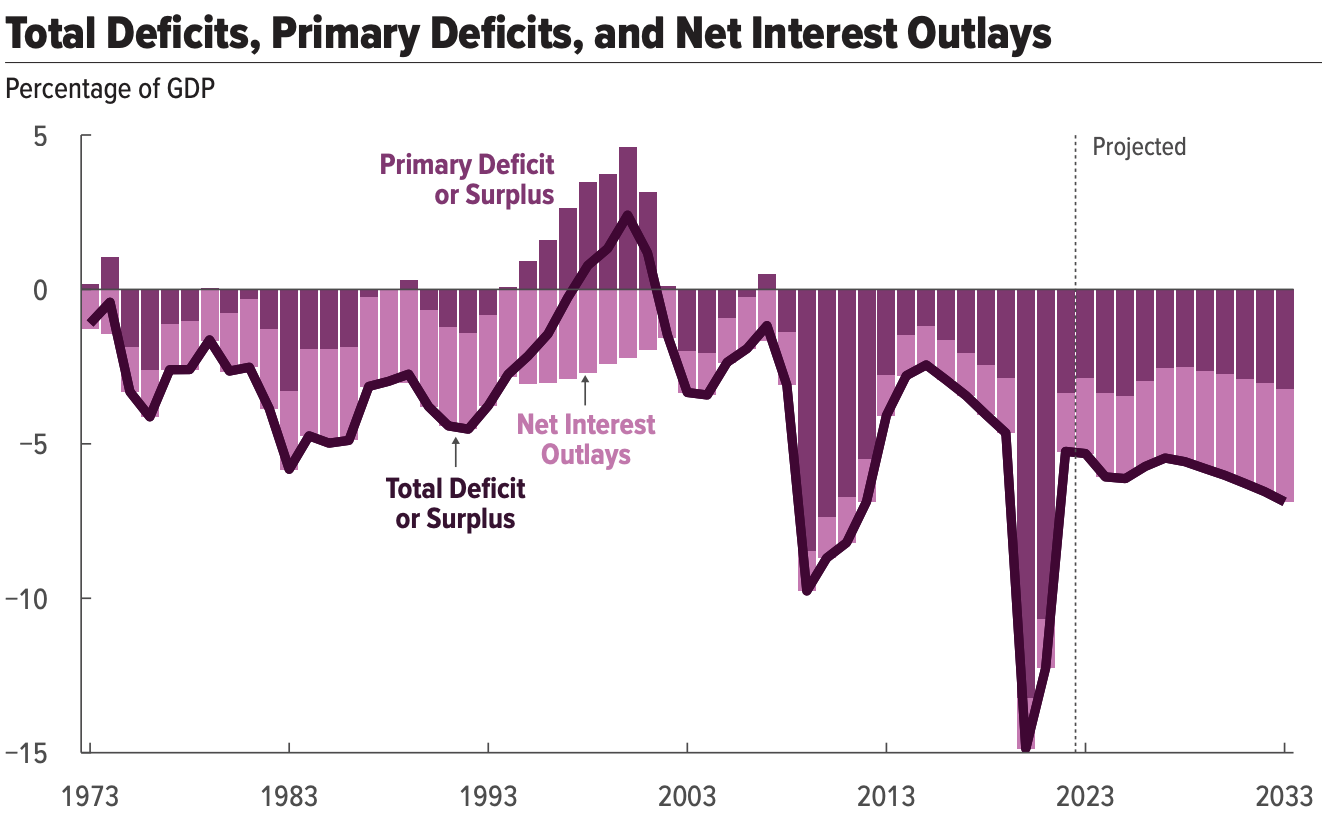 Total Deficits, Primary Deficits, and Net Interest Outlays
Percentage of GDP
5
Projected
Primary Deficit
or Surplus
0
Net Interest
Outlays
−5
Total Deficit
or Surplus
−10
−15
1973 1983 1993 2003 2013 2023 2033